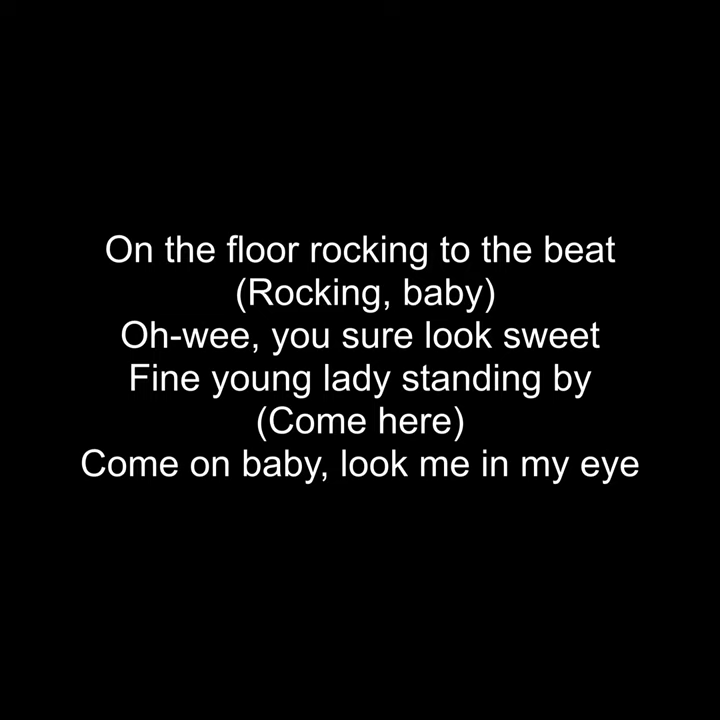 On the floor rocking to the beat
(Rocking, baby)
Oh-wee, you sure look sweet
Fine young lady standing by
(Come here)
Come on baby, look me in my eye